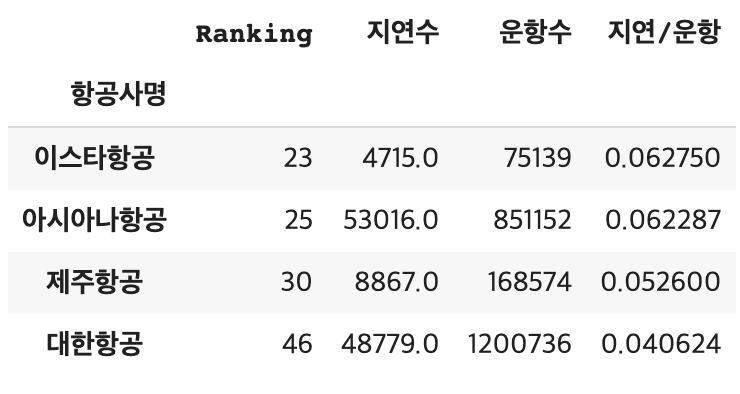 Ranking 지연수 운항수 지연/운항
항공사명
이스타항공 23 4715.0 75139 0.062750
아시아나항공 25 53016.0 851152 0.062287
제주항공 30 8867.0 168574 0.052600
대한항공 46 48779.0 1200736 0.040624